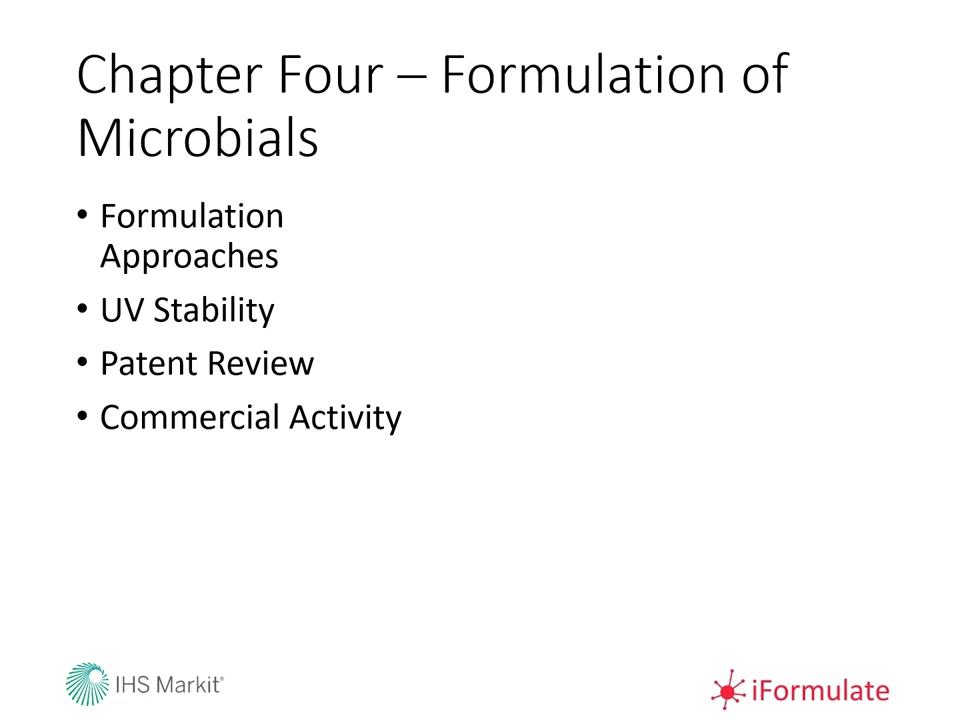 Chapter Four – Formulation of
Microbials
• Formulation
Approaches
• UV Stability
• Patent Review
• Commercial Activity
IHS Markit®
iFormulate